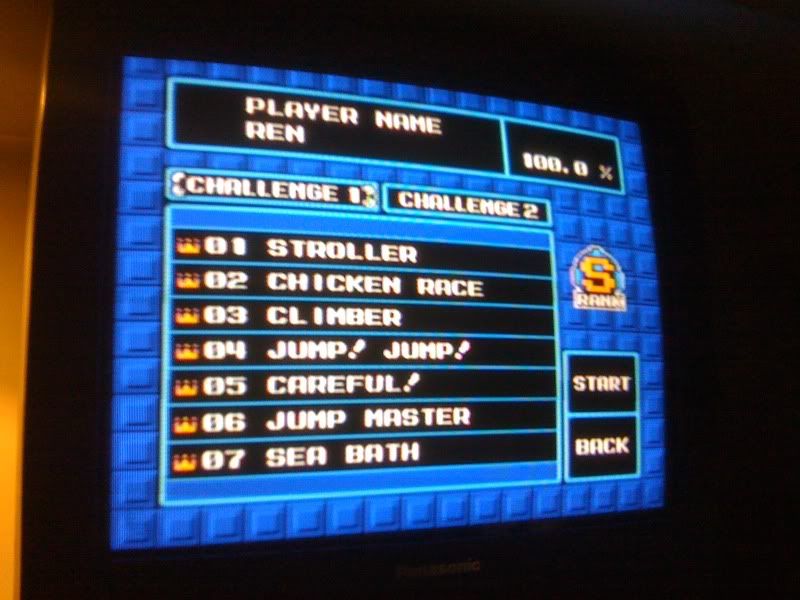 PLAYER NAME
REN
100.0 %
CHALLENGE 1
CHALLENGE 2
01 STROLLER
02 CHICKEN RACE
03 CLIMBER
04 JUMP! JUMP!
05 CAREFUL!
06 JUMP MASTER
07 SEA BATH
S
RANK
START
BACK
Panasonic